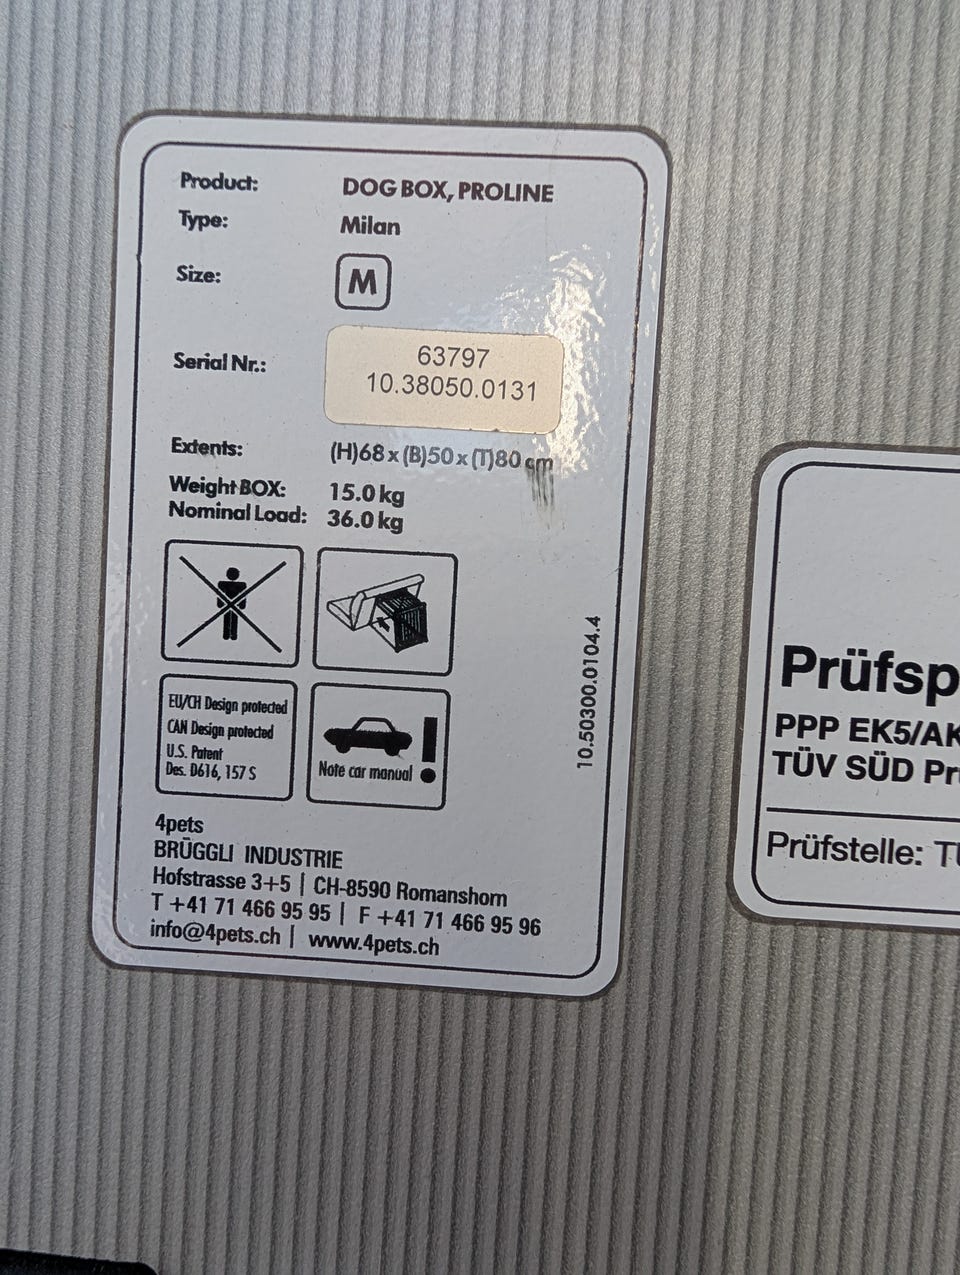 Product: DOG BOX, PROLINE
Type: Milan
Size: M
Serial Nr.: 63797
10.38050.0131
Extents: (H)68 x (B)50 x (T)80 cm
Weight BOX: 15.0 kg
Nominal Load: 36.0 kg
EU/CH Design protected
CAN Design protected
U.S. Patent
Des. D616, 157 S
Note car manual
10.50300.0104.4
4pets
BRÜGGLI INDUSTRIE
Hofstrasse 3+5 | CH-8590 Romanshorn
T +41 71 466 95 95 | F +41 71 466 95 96
info@4pets.ch | www.4pets.ch
Prüfsp
PPP EK5/AK
TÜV SÜD Pr
Prüfstelle: TÜ